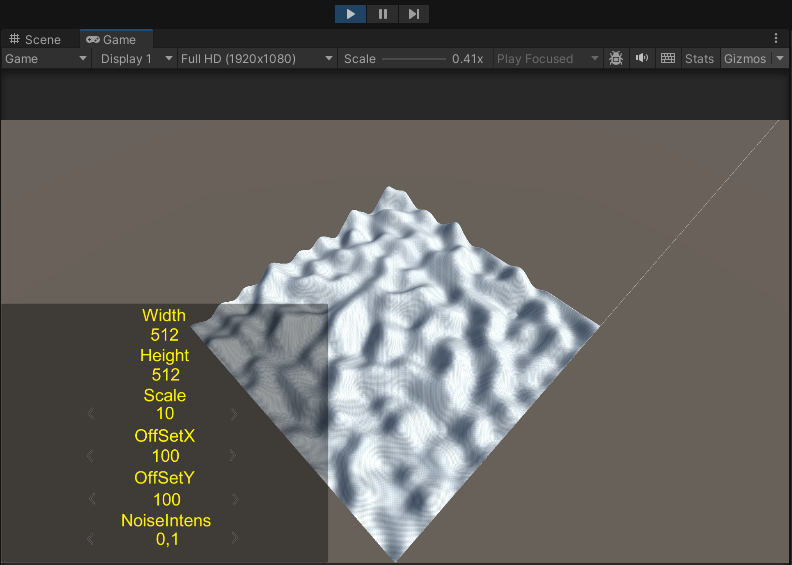 Scene Game
Game Display 1 Full HD (1920x1080) Scale 0.41x Play Focused Stats Gizmos
Width
512
Height
512
Scale
10
OffSetX
100
OffSetY
100
NoiseIntens
0,1